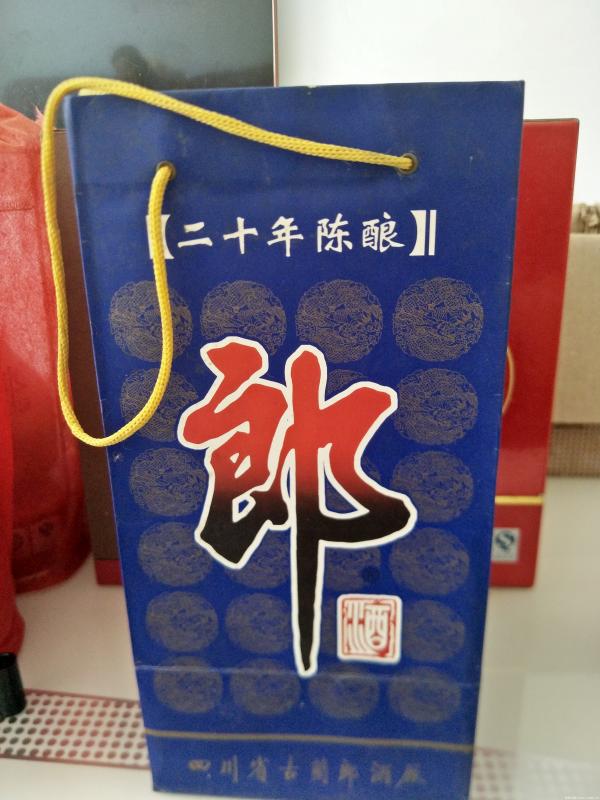 【二十年陈酿】
郎
酒
四川省古蔺郎酒厂